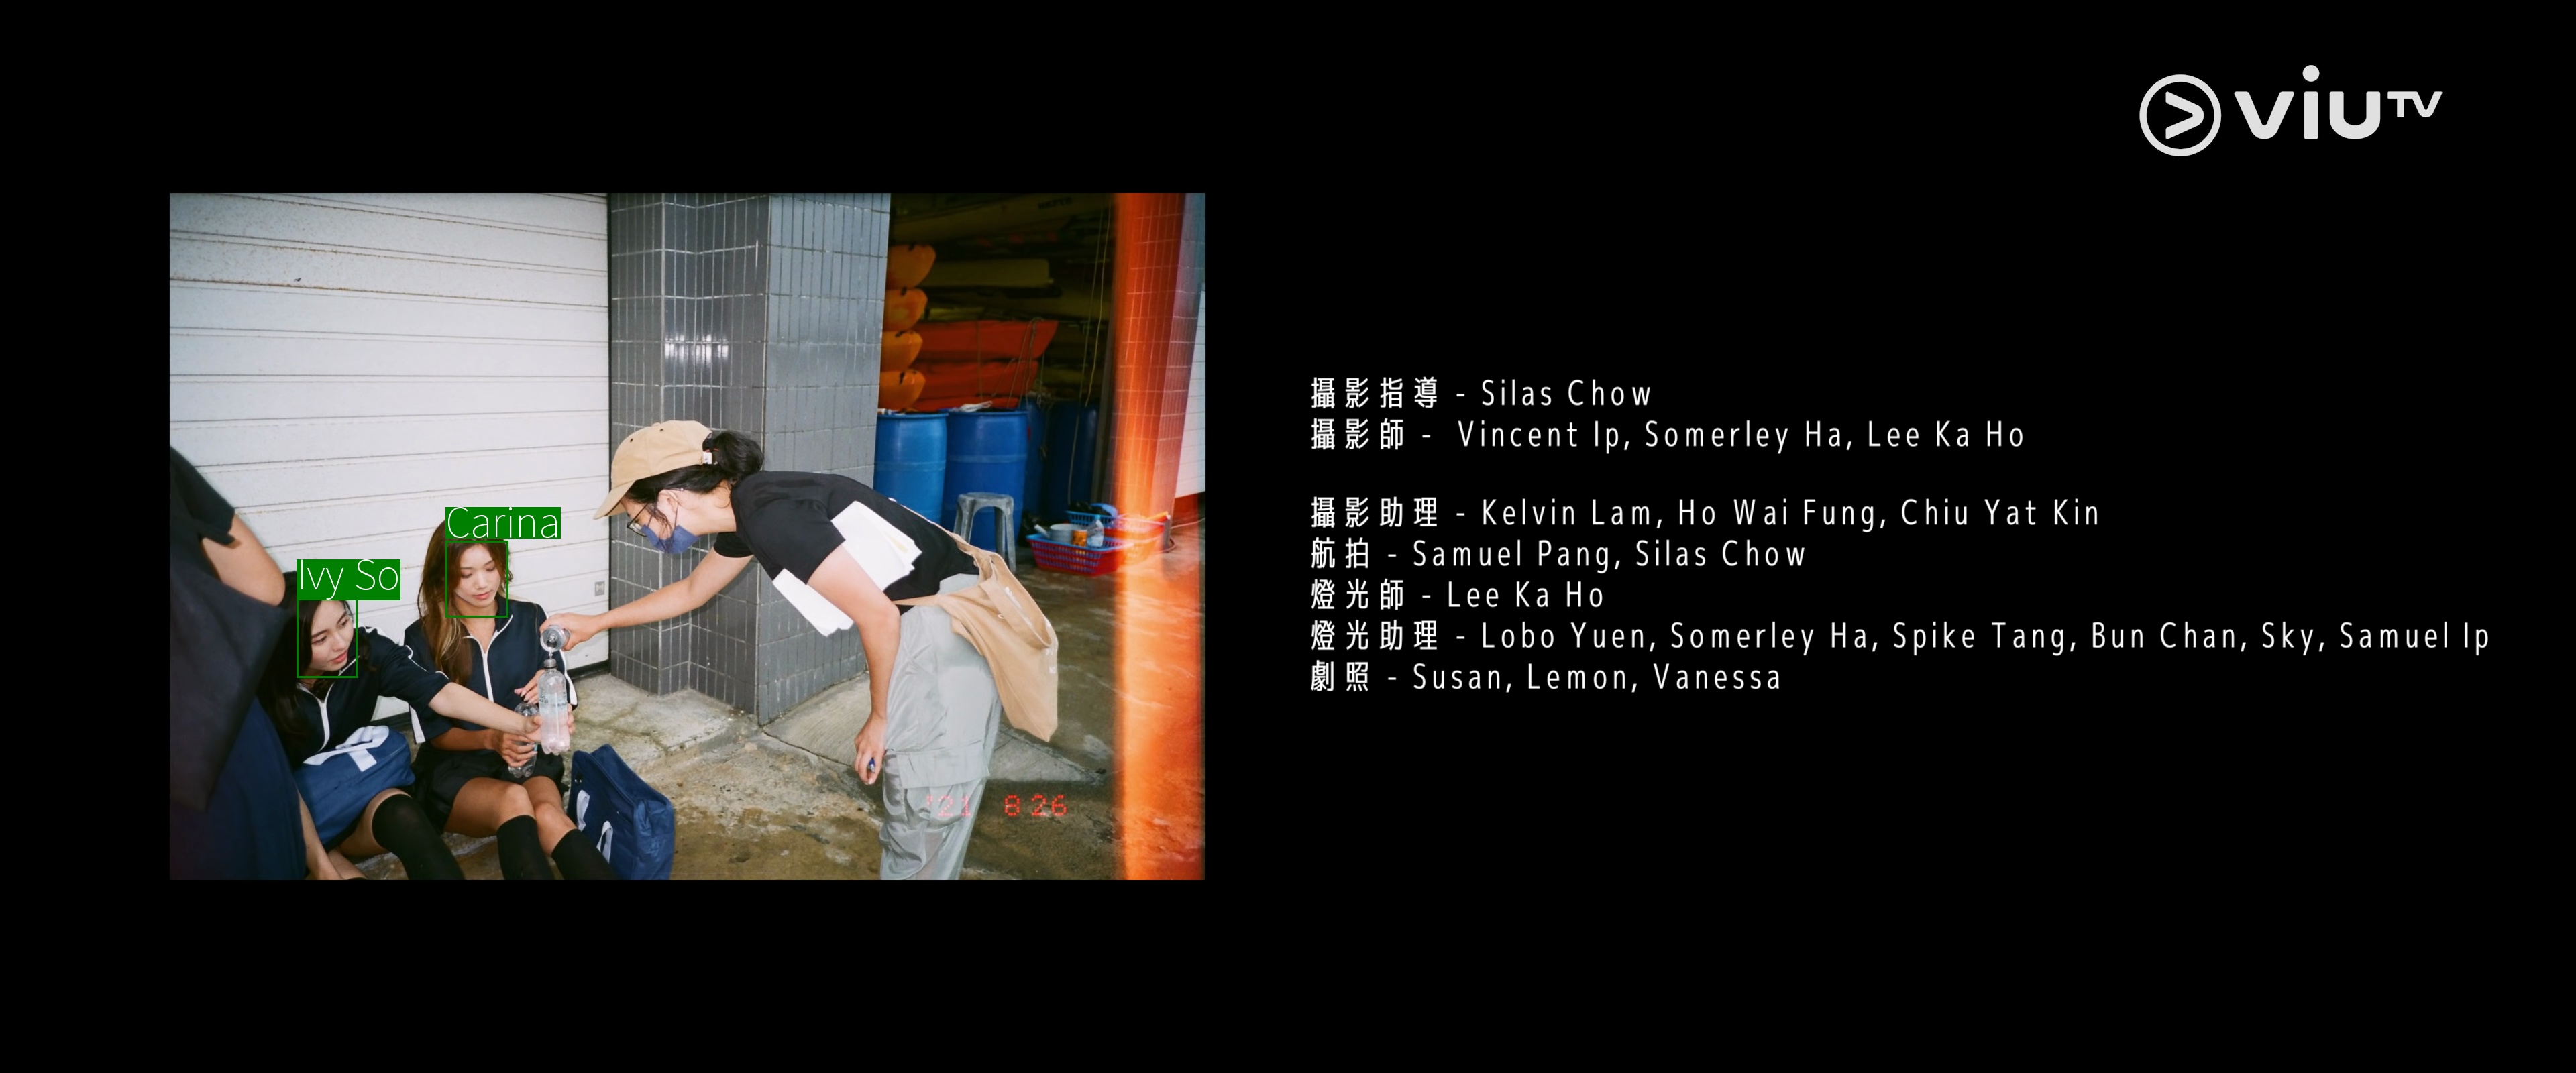 viuTV
Carina
Ivy So
'21 8 26
攝影指導 - Silas Chow
攝影師 - Vincent Ip, Somerley Ha, Lee Ka Ho
攝影助理 - Kelvin Lam, Ho Wai Fung, Chiu Yat Kin
航拍 - Samuel Pang, Silas Chow
燈光師 - Lee Ka Ho
燈光助理 - Lobo Yuen, Somerley Ha, Spike Tang, Bun Chan, Sky, Samuel Ip
劇照 - Susan, Lemon, Vanessa